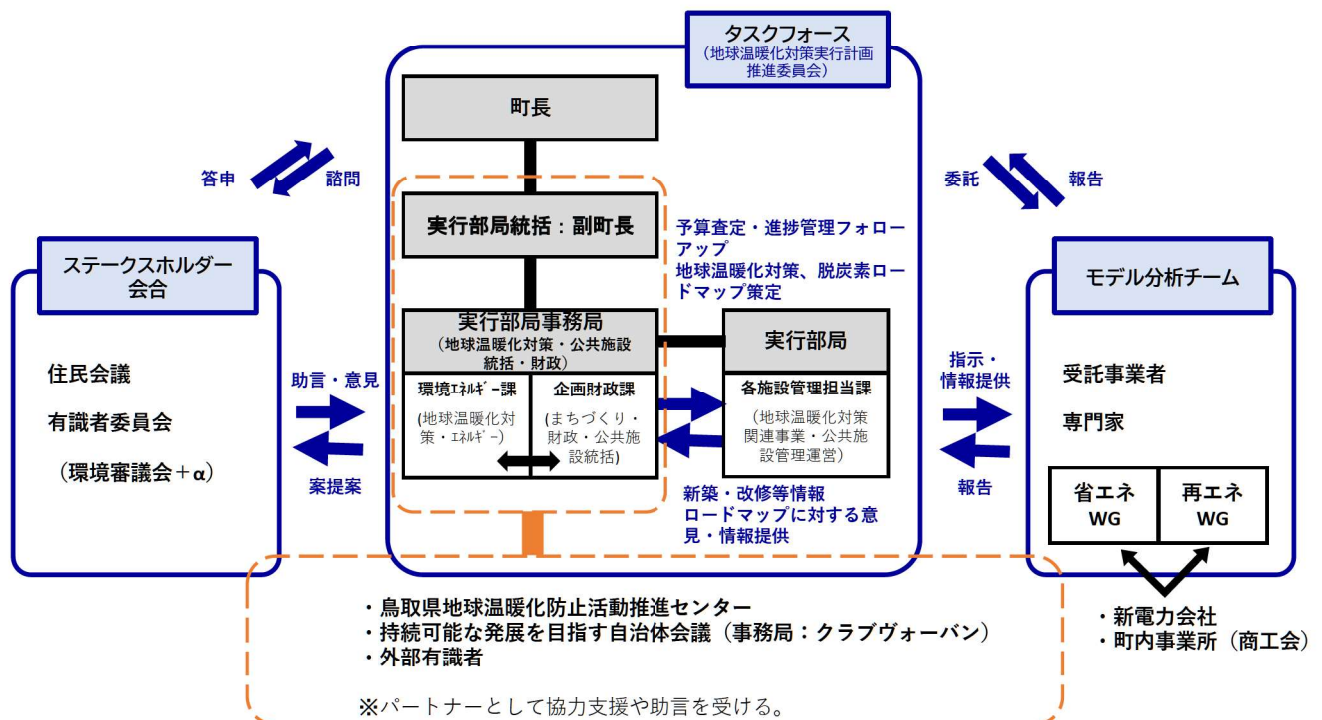 タスクフォース
（地球温暖化対策実行計画
推進委員会）
町長
答申
諮問
委託
報告
実行部局統括：副町長
予算査定・進捗管理フォロー
アップ
地球温暖化対策、脱炭素ロー
ドマップ策定
ステークスホルダー
会合
住民会議
有識者委員会
（環境審議会＋α）
助言・意見
案提案
実行部局事務局
（地球温暖化対策・公共施設
統括・財政）
環境ｴﾈﾙｷﾞｰ課
(地球温暖化対
策・ｴﾈﾙｷﾞｰ)
企画財政課
(まちづくり・
財政・公共施
設統括)
実行部局
各施設管理担当課
（地球温暖化対策
関連事業・公共施
設管理運営）
新築・改修等情報
ロードマップに対する意
見・情報提供
指示・
情報提供
報告
モデル分析チーム
受託事業者
専門家
省エネ
WG
再エネ
WG
・新電力会社
・町内事業所（商工会）
・鳥取県地球温暖化防止活動推進センター
・持続可能な発展を目指す自治体会議（事務局：クラブヴォーバン）
・外部有識者
※パートナーとして協力支援や助言を受ける。